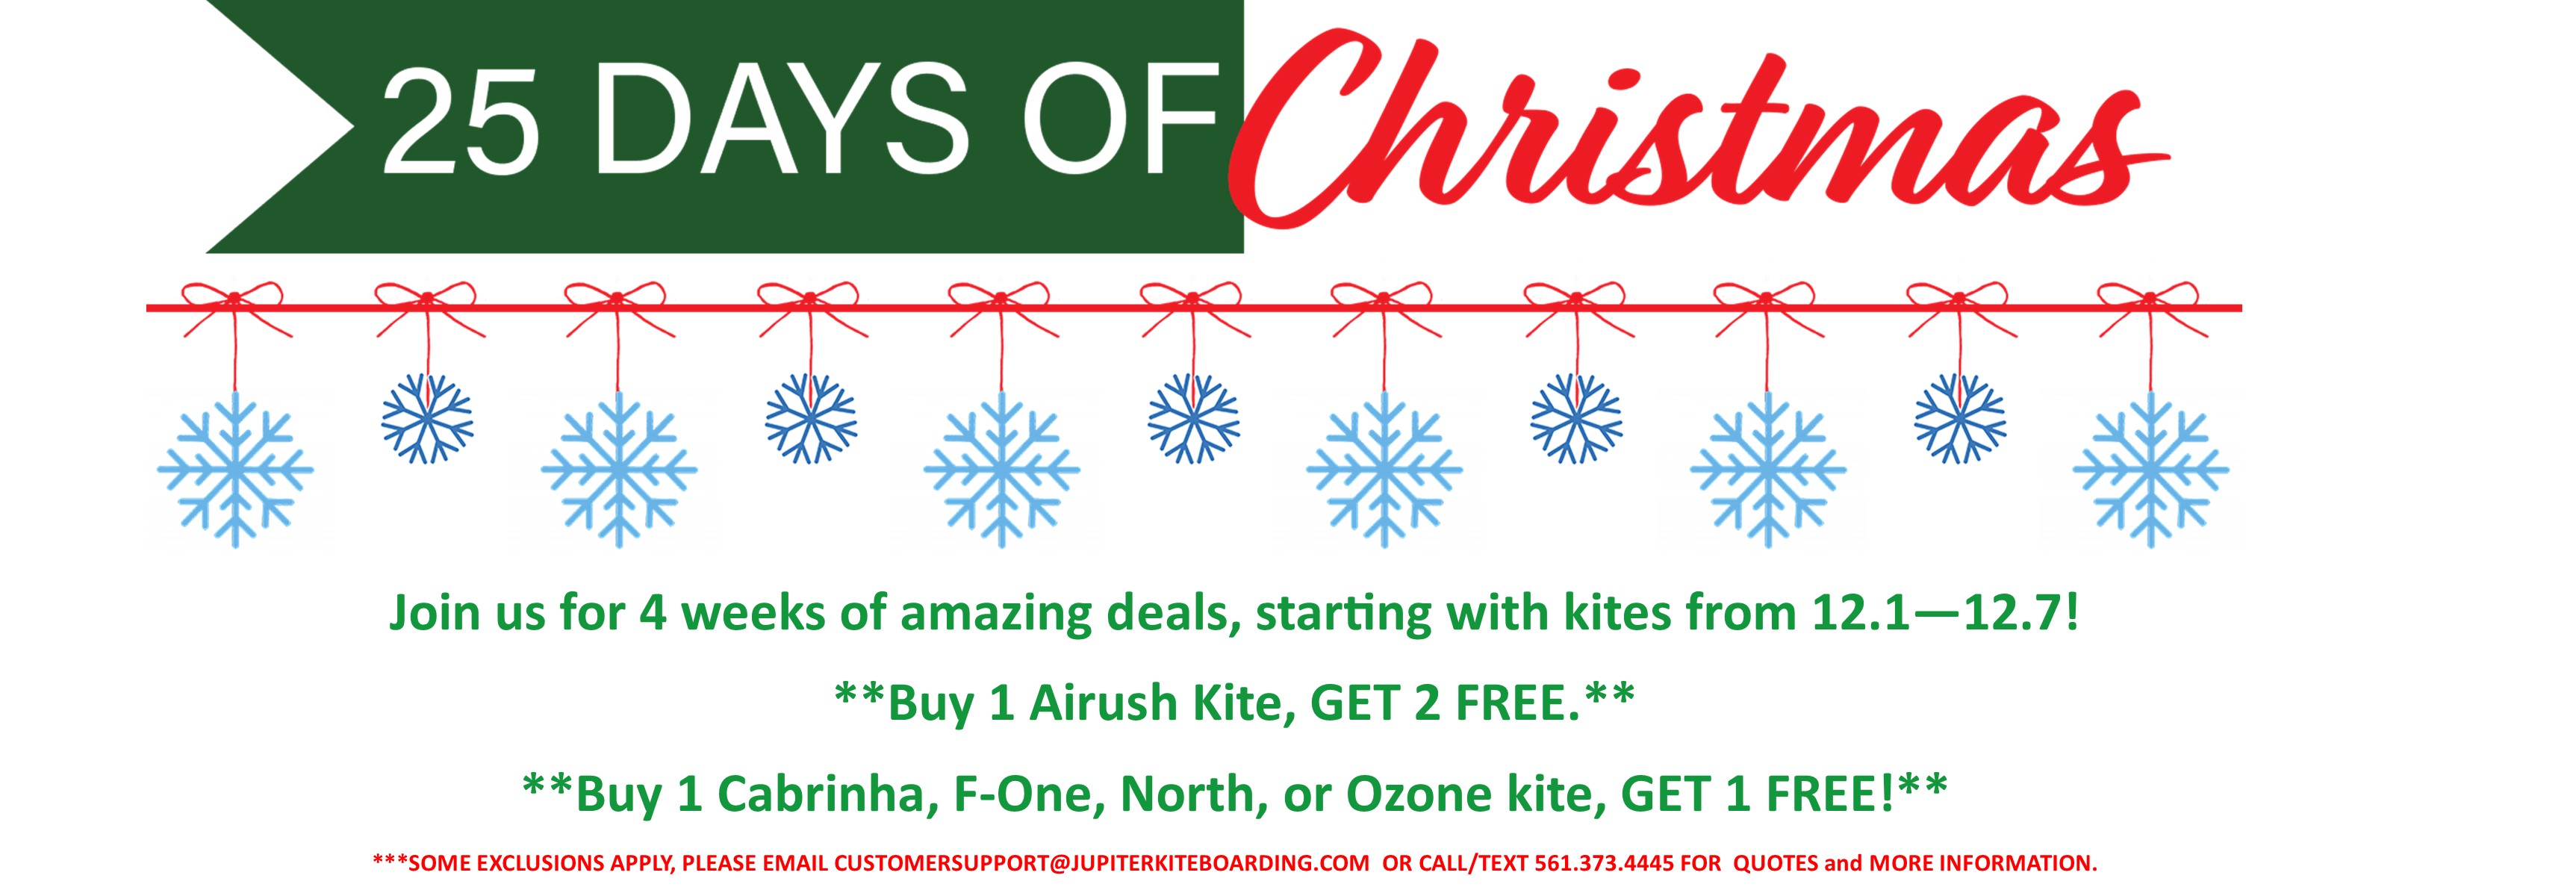 25 DAYS OF Christmas
Join us for 4 weeks of amazing deals, starting with kites from 12.1—12.7!
**Buy 1 Airush Kite, GET 2 FREE.**
**Buy 1 Cabrinha, F-One, North, or Ozone kite, GET 1 FREE!**
***SOME EXCLUSIONS APPLY, PLEASE EMAIL CUSTOMERSUPPORT@JUPITERKITEBOARDING.COM  OR CALL/TEXT 561.373.4445 FOR  QUOTES and MORE INFORMATION.